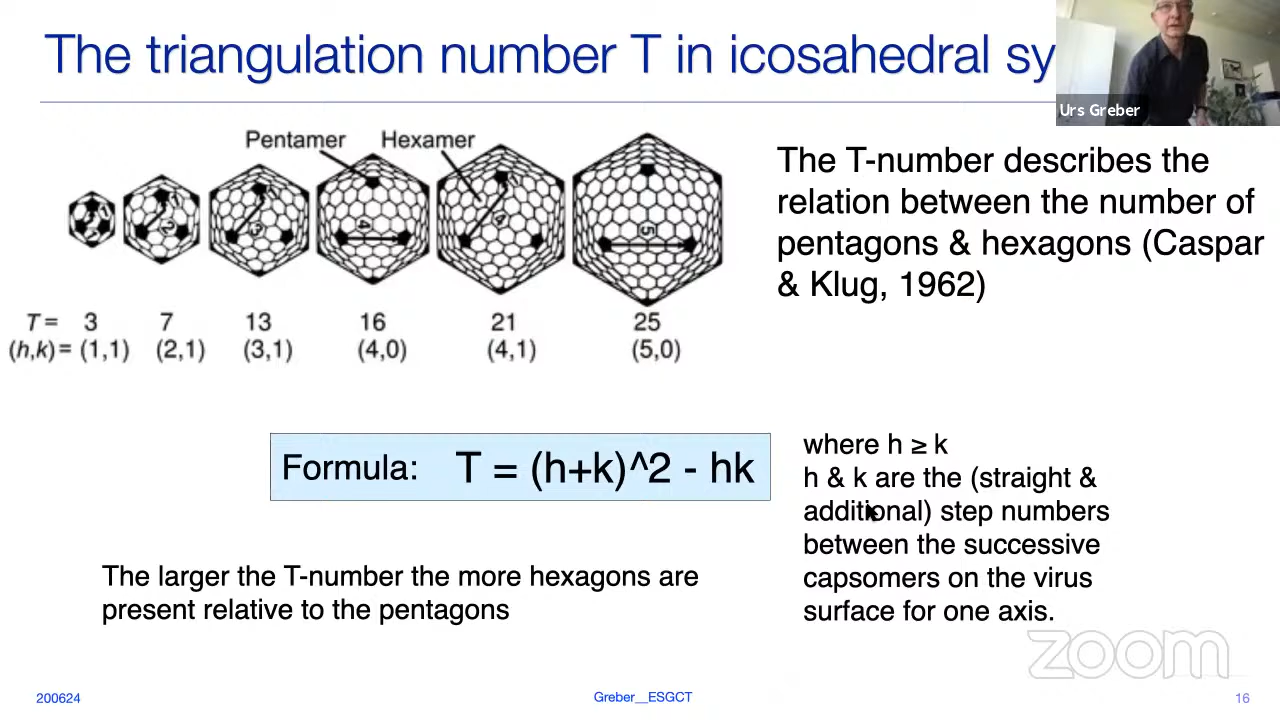 The triangulation number T in icosahedral sy
Urs Greber
Pentamer Hexamer
4
4
5
T = 3 7 13 16 21 25
(h,k) = (1,1) (2,1) (3,1) (4,0) (4,1) (5,0)
The T-number describes the
relation between the number of
pentagons & hexagons (Caspar
& Klug, 1962)
Formula: T = (h+k)^2 - hk
where h ≥ k
h & k are the (straight &
additional) step numbers
between the successive
capsomers on the virus
surface for one axis.
The larger the T-number the more hexagons are
present relative to the pentagons
zoom
200624
Greber__ESGCT
16